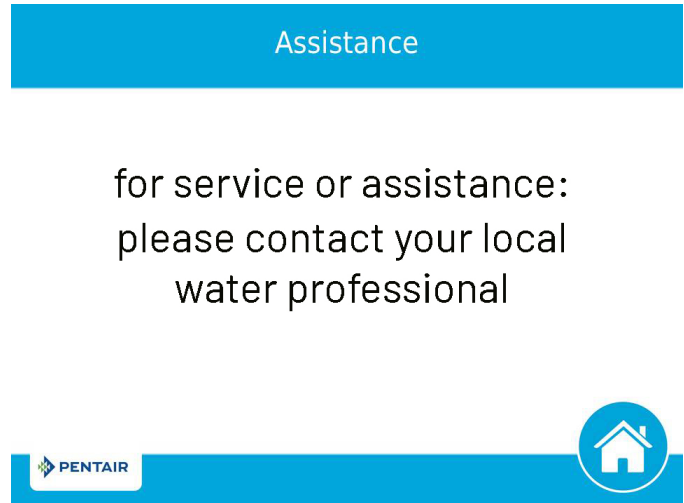 Assistance
for service or assistance:
please contact your local
water professional
PENTAIR